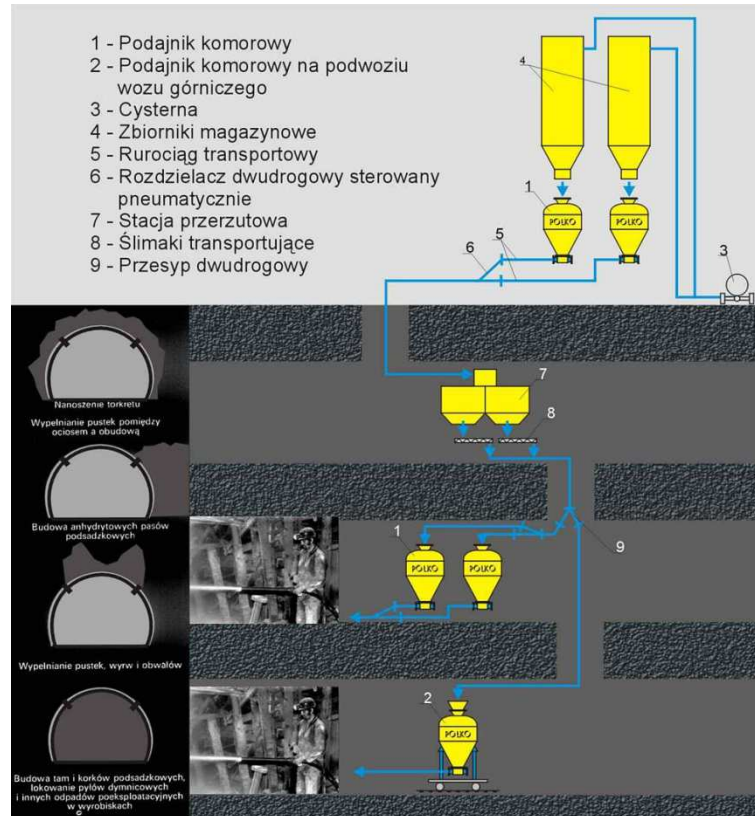 1 - Podajnik komorowy
2 - Podajnik komorowy na podwoziu
wozu górniczego
3 - Cysterna
4 - Zbiorniki magazynowe
5 - Rurociąg transportowy
6 - Rozdzielacz dwudrogowy sterowany
pneumatycznie
7 - Stacja przerzutowa
8 - Ślimaki transportujące
9 - Przesyp dwudrogowy
4
1
POLKO
POLKO
3
6
5
7
8
9
1
POLKO
POLKO
2
POLKO
Nanoszenie torkretu
Wypełnianie pustek pomiędzy
ociosem a obudową
Budowa anhydrytowych pasów
podsadzkowych
Wypełnianie pustek, wyrw i obwałów
Budowa tam i korków podsadzkowych,
lokowanie pyłów dymnicowych
i innych odpadów poeksploatacyjnych
w wyrobiskach
©